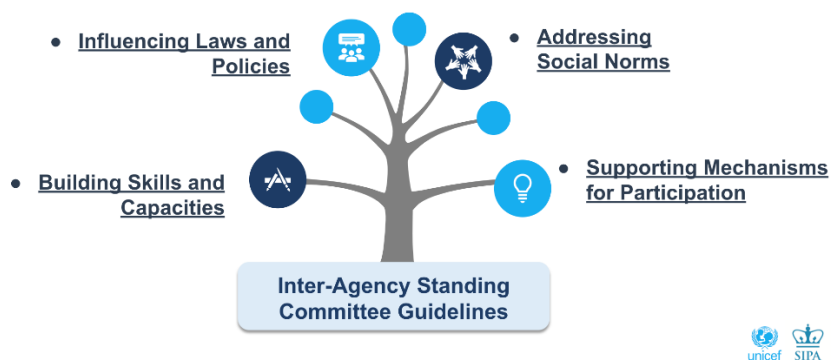 • Influencing Laws and
Policies
• Addressing
Social Norms
• Building Skills and
Capacities
• Supporting Mechanisms
for Participation
Inter-Agency Standing
Committee Guidelines
unicef
SIPA